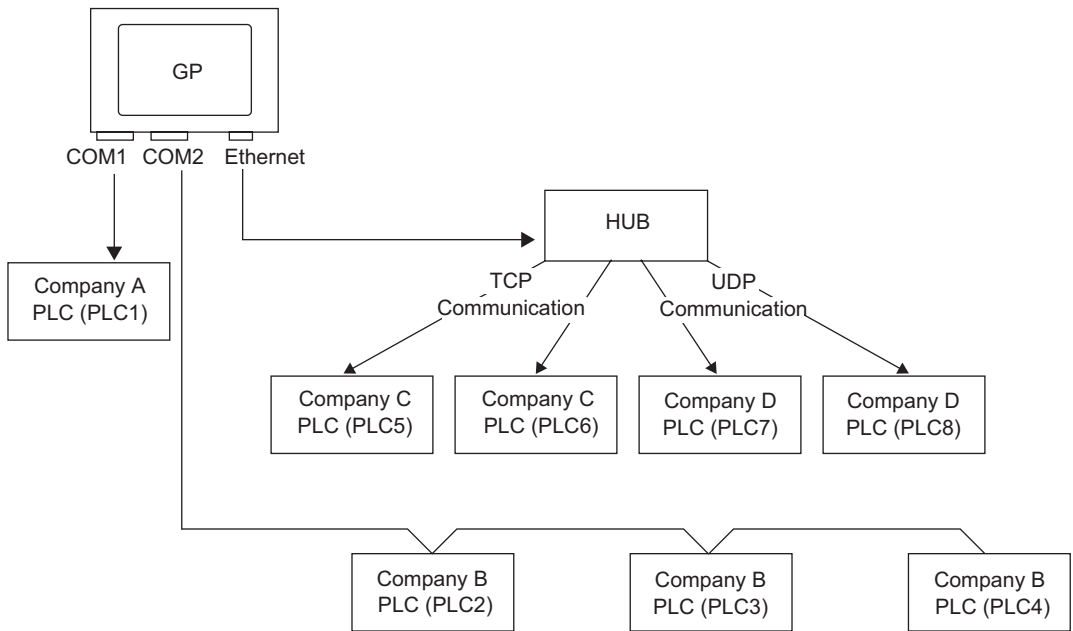 GP
COM1 COM2 Ethernet
HUB
Company A
PLC (PLC1)
TCP
Communication
UDP
Communication
Company C
PLC (PLC5)
Company C
PLC (PLC6)
Company D
PLC (PLC7)
Company D
PLC (PLC8)
Company B
PLC (PLC2)
Company B
PLC (PLC3)
Company B
PLC (PLC4)